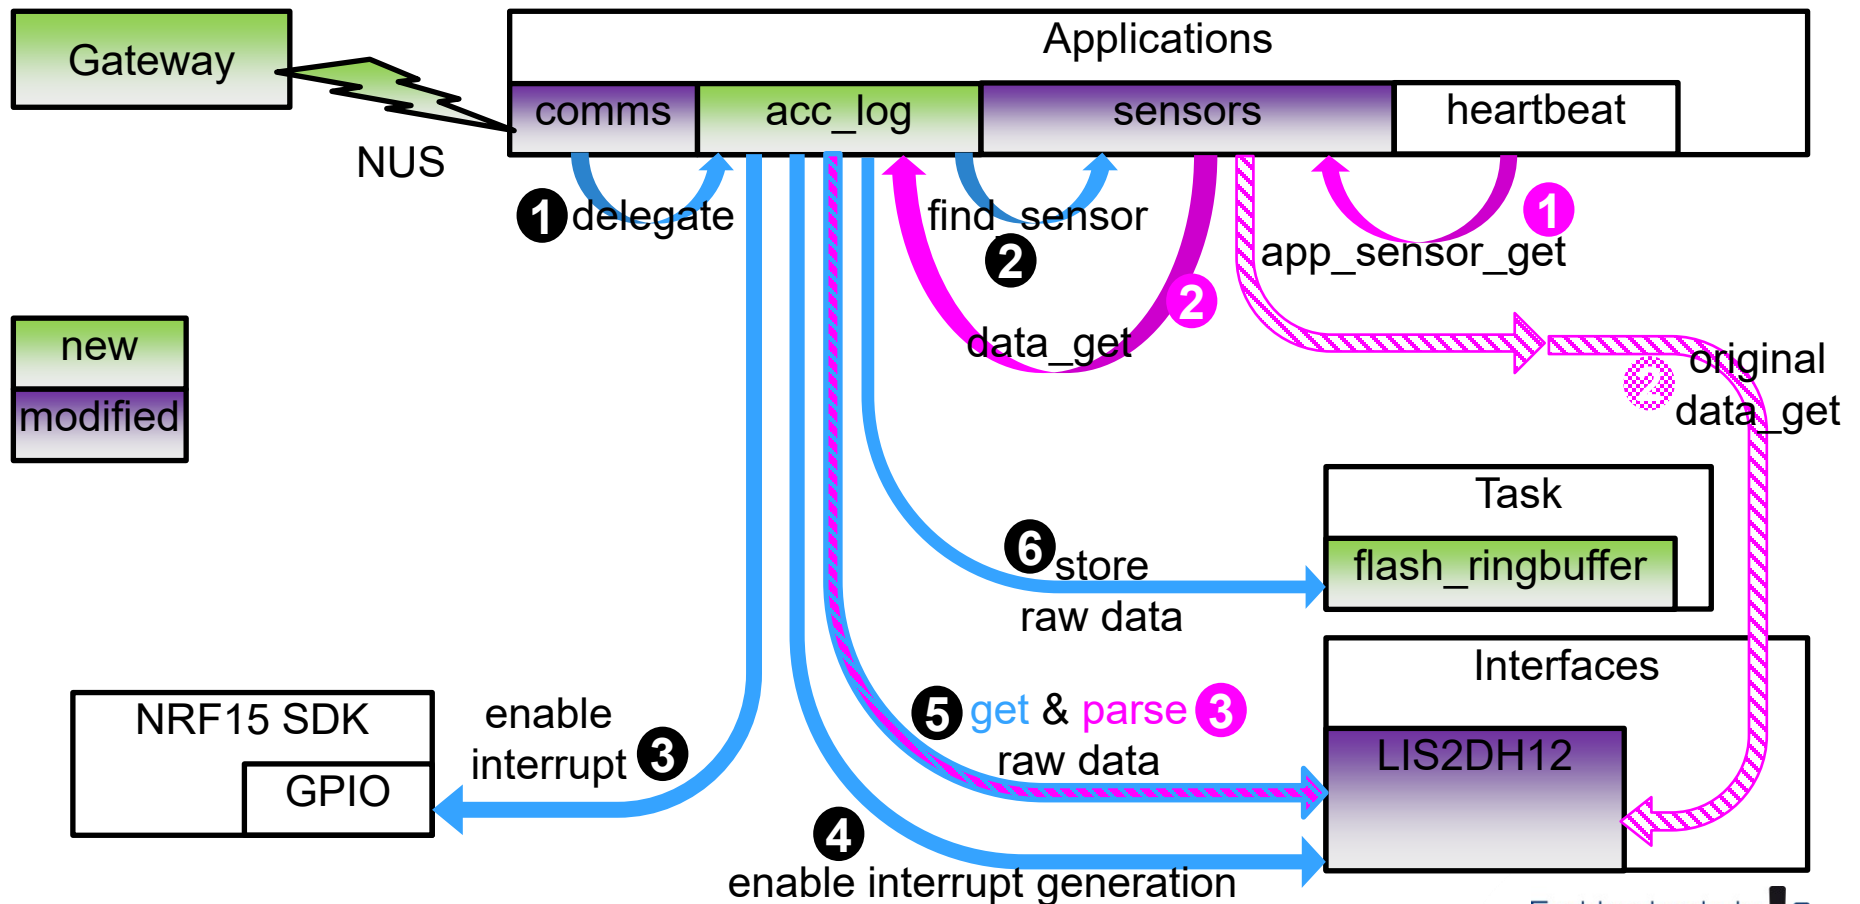 Gateway
Applications
comms
acc_log
sensors
heartbeat
NUS
1 delegate
find_sensor
2
1
app_sensor_get
2
data_get
new
modified
2 original
data_get
Task
flash_ringbuffer
6 store
raw data
Interfaces
LIS2DH12
NRF15 SDK
GPIO
enable
interrupt 3
5 get & parse 3
raw data
4
enable interrupt generation